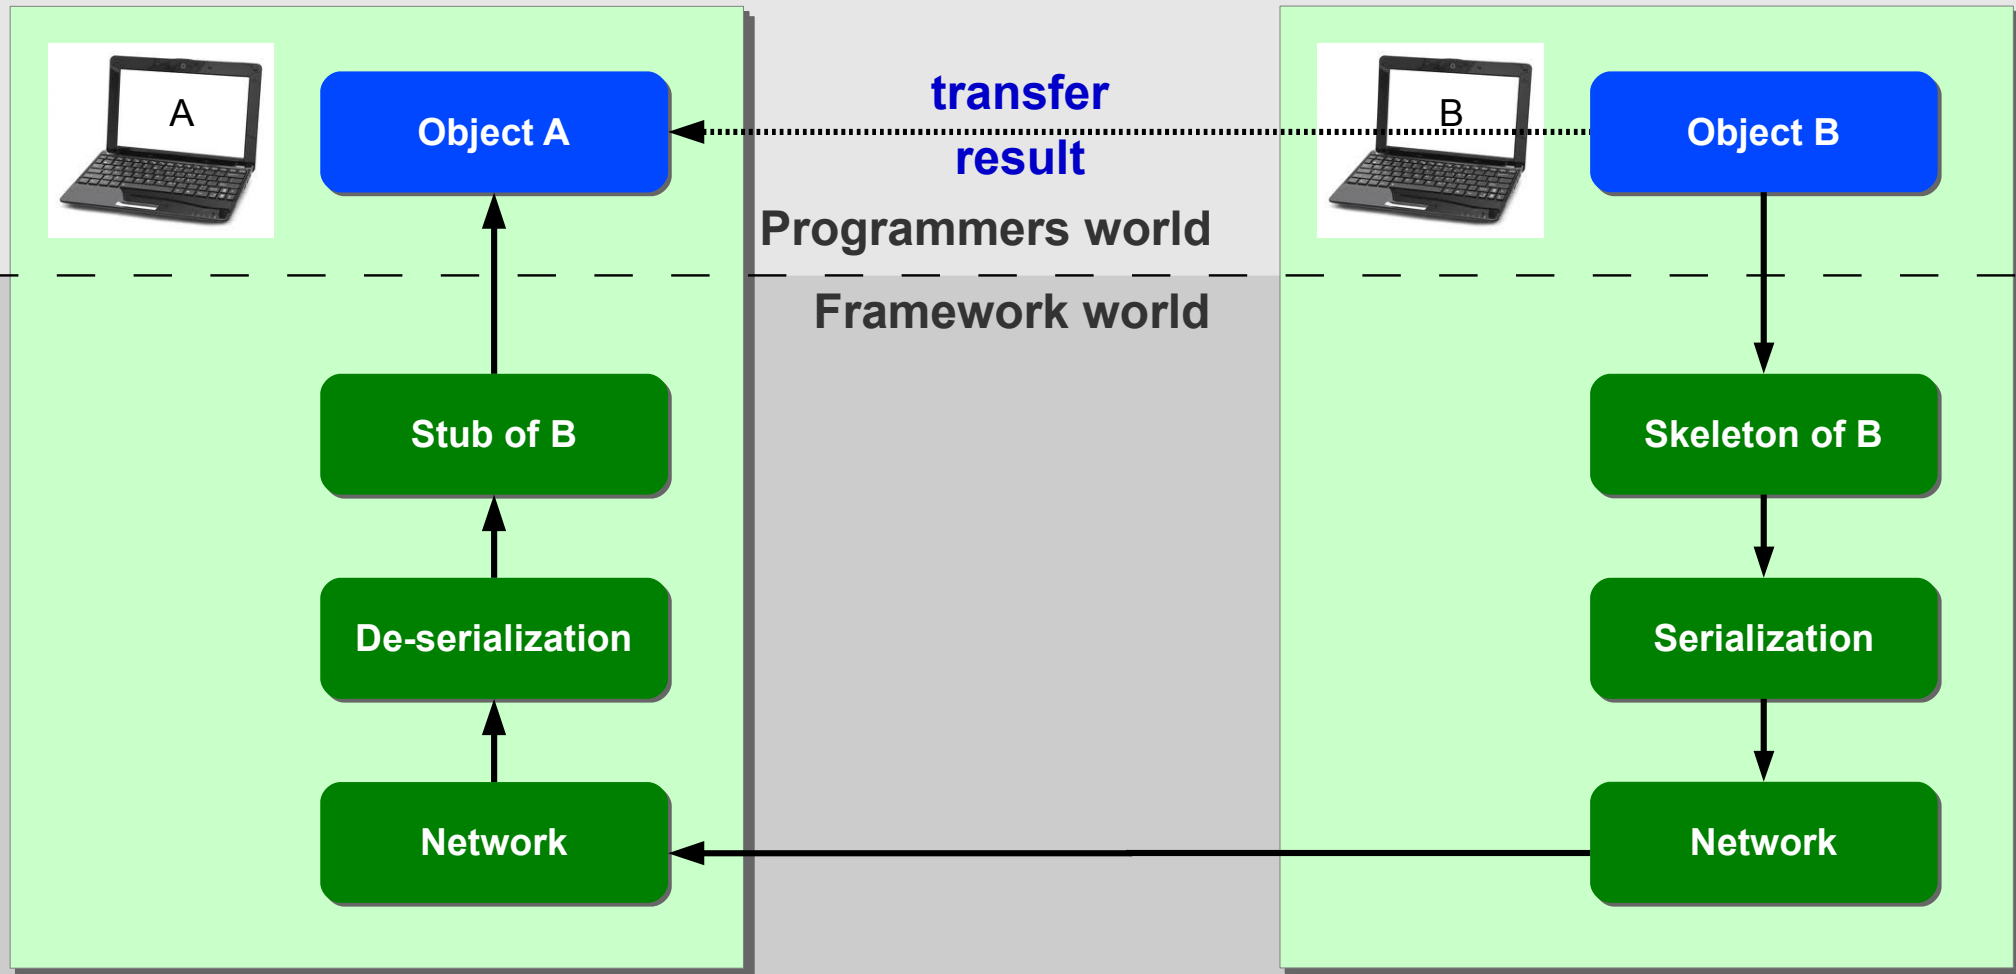 A
Object A
transfer
result
B
Object B
Programmers world
Framework world
Stub of B
Skeleton of B
De-serialization
Serialization
Network
Network